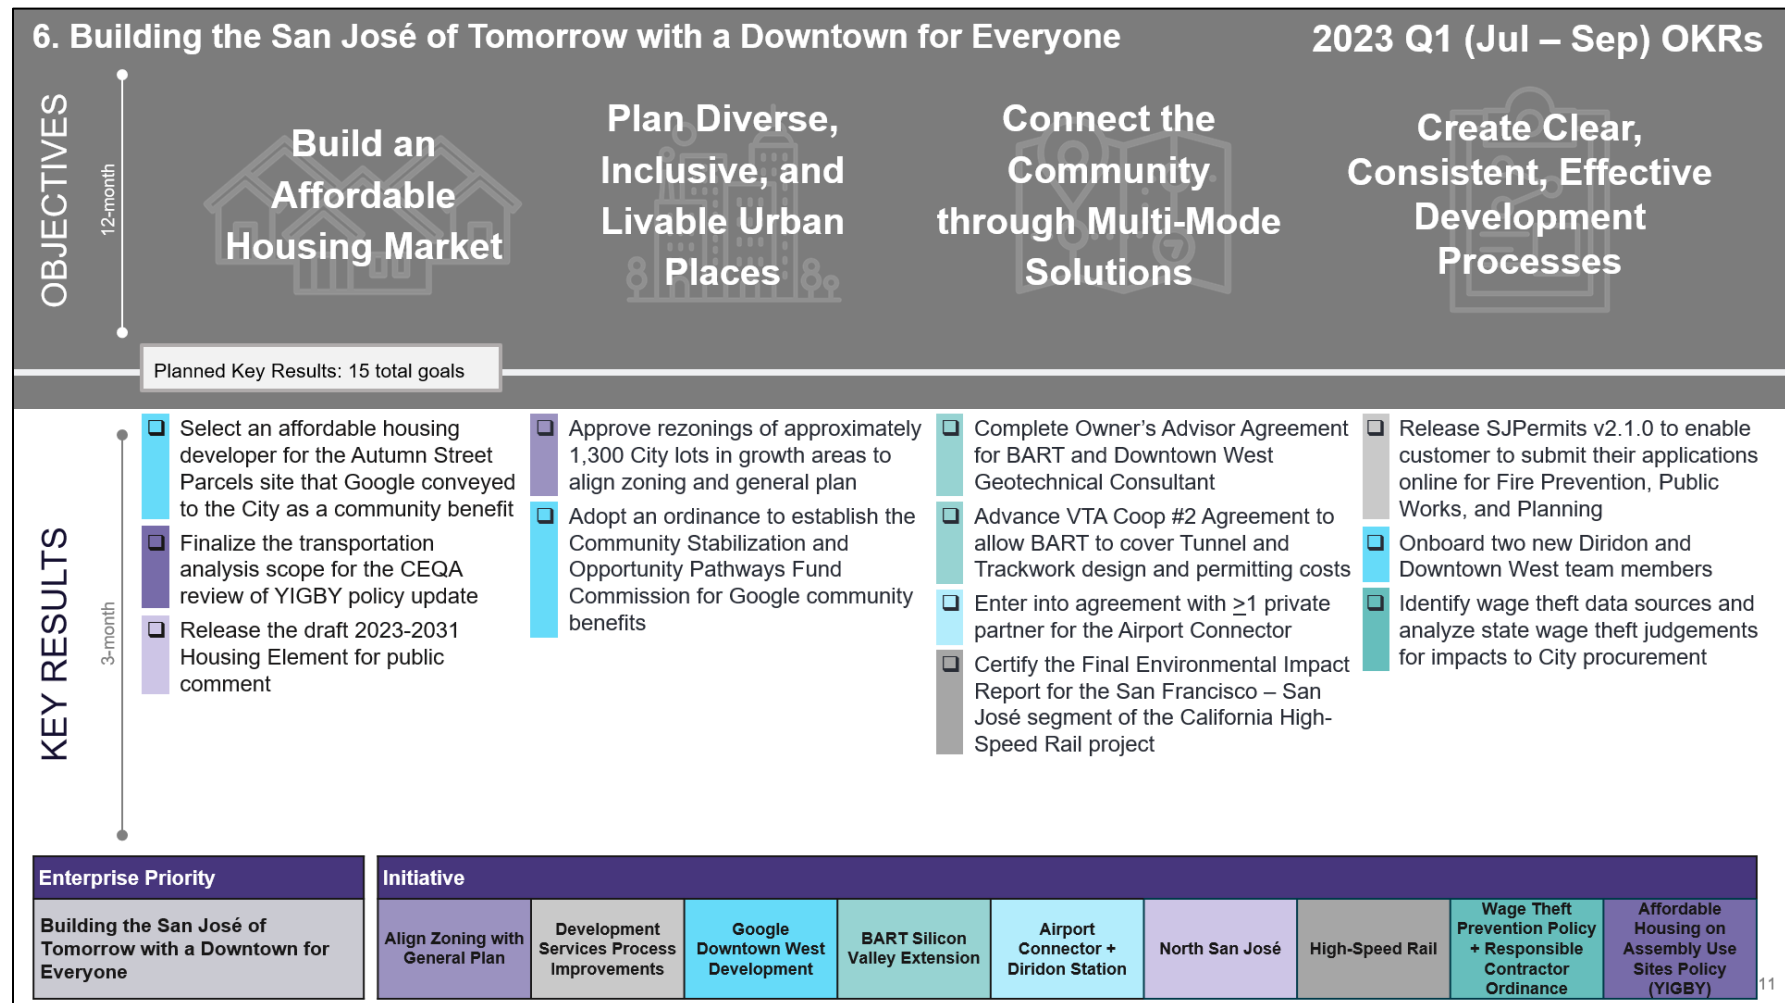 6. Building the San José of Tomorrow with a Downtown for Everyone
2023 Q1 (Jul – Sep) OKRs
OBJECTIVES
12-month
Build an
Affordable
Housing Market
Plan Diverse,
Inclusive, and
Livable Urban
Places
Connect the
Community
through Multi-Mode
Solutions
Create Clear,
Consistent, Effective
Development
Processes
Planned Key Results: 15 total goals
KEY RESULTS
3-month
❑ Select an affordable housing
developer for the Autumn Street
Parcels site that Google conveyed
to the City as a community benefit
❑ Finalize the transportation
analysis scope for the CEQA
review of YIGBY policy update
❑ Release the draft 2023-2031
Housing Element for public
comment
❑ Approve rezonings of approximately
1,300 City lots in growth areas to
align zoning and general plan
❑ Adopt an ordinance to establish the
Community Stabilization and
Opportunity Pathways Fund
Commission for Google community
benefits
❑ Complete Owner’s Advisor Agreement
for BART and Downtown West
Geotechnical Consultant
❑ Advance VTA Coop #2 Agreement to
allow BART to cover Tunnel and
Trackwork design and permitting costs
❑ Enter into agreement with >1 private
partner for the Airport Connector
❑ Certify the Final Environmental Impact
Report for the San Francisco – San
José segment of the California High-
Speed Rail project
❑ Release SJPermits v2.1.0 to enable
customer to submit their applications
online for Fire Prevention, Public
Works, and Planning
❑ Onboard two new Diridon and
Downtown West team members
❑ Identify wage theft data sources and
analyze state wage theft judgements
for impacts to City procurement
Enterprise Priority
Building the San José of
Tomorrow with a Downtown for
Everyone
Initiative
Align Zoning with
General Plan
Development
Services Process
Improvements
Google
Downtown West
Development
BART Silicon
Valley Extension
Airport
Connector +
Diridon Station
North San José
High-Speed Rail
Wage Theft
Prevention Policy
+ Responsible
Contractor
Ordinance
Affordable
Housing on
Assembly Use
Sites Policy
(YIGBY)
11